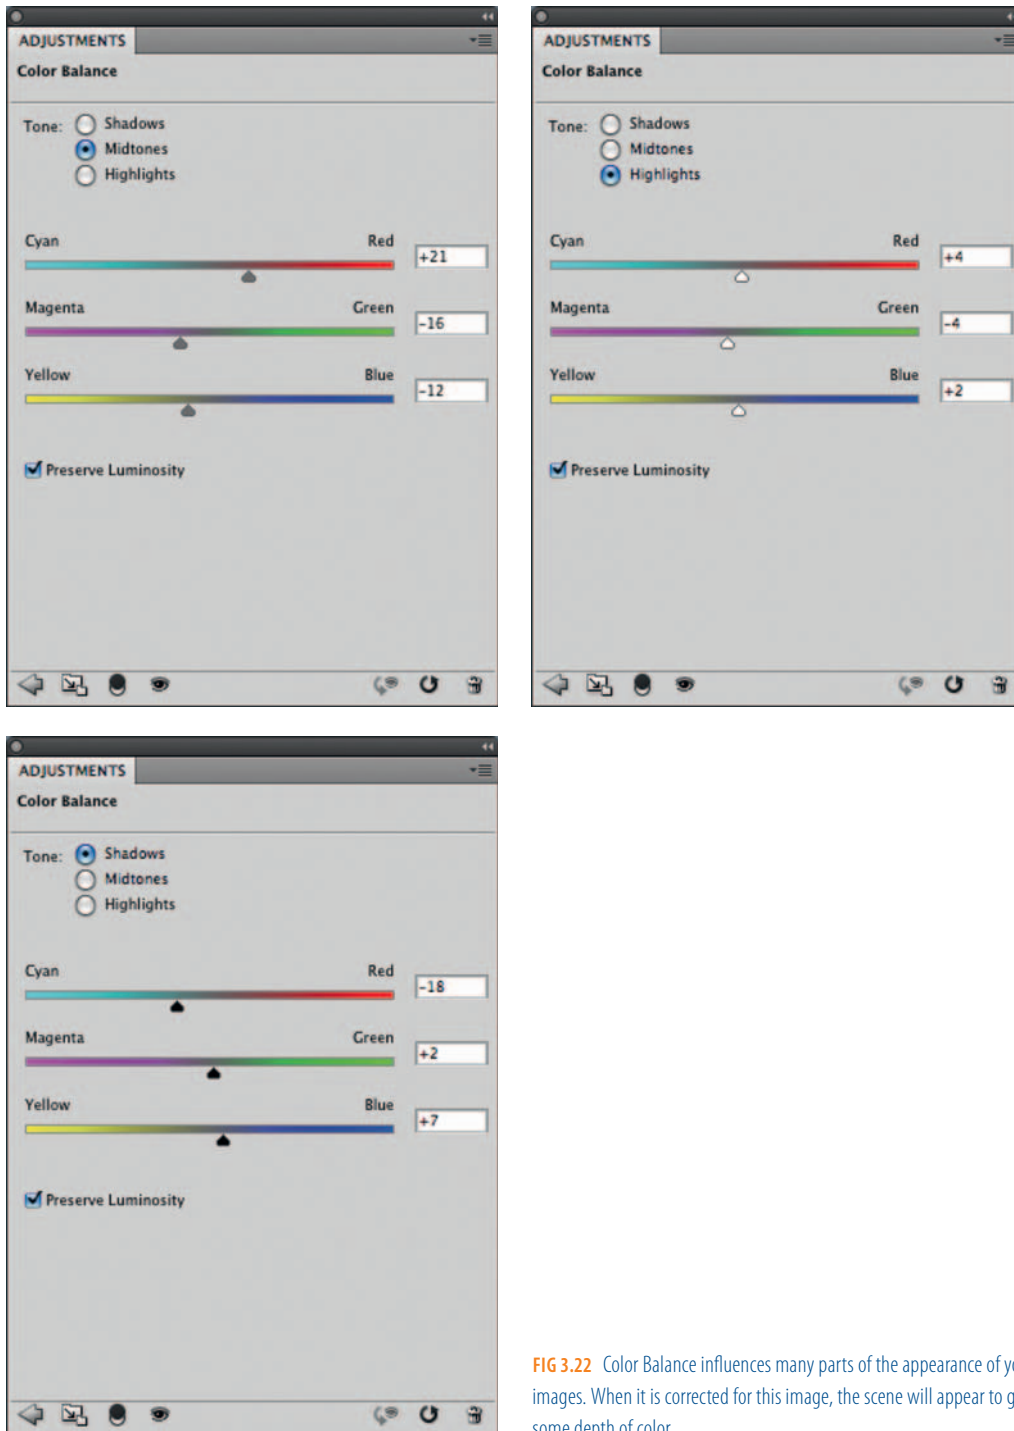 ADJUSTMENTS
Color Balance
Tone: Shadows
Midtones
Highlights
Cyan Red +21
Magenta Green -16
Yellow Blue -12
Preserve Luminosity
ADJUSTMENTS
Color Balance
Tone: Shadows
Midtones
Highlights
Cyan Red +4
Magenta Green -4
Yellow Blue +2
Preserve Luminosity
ADJUSTMENTS
Color Balance
Tone: Shadows
Midtones
Highlights
Cyan Red -18
Magenta Green +2
Yellow Blue +7
Preserve Luminosity
FIG 3.22 Color Balance influences many parts of the appearance of
images. When it is corrected for this image, the scene will appear to
some depth of color